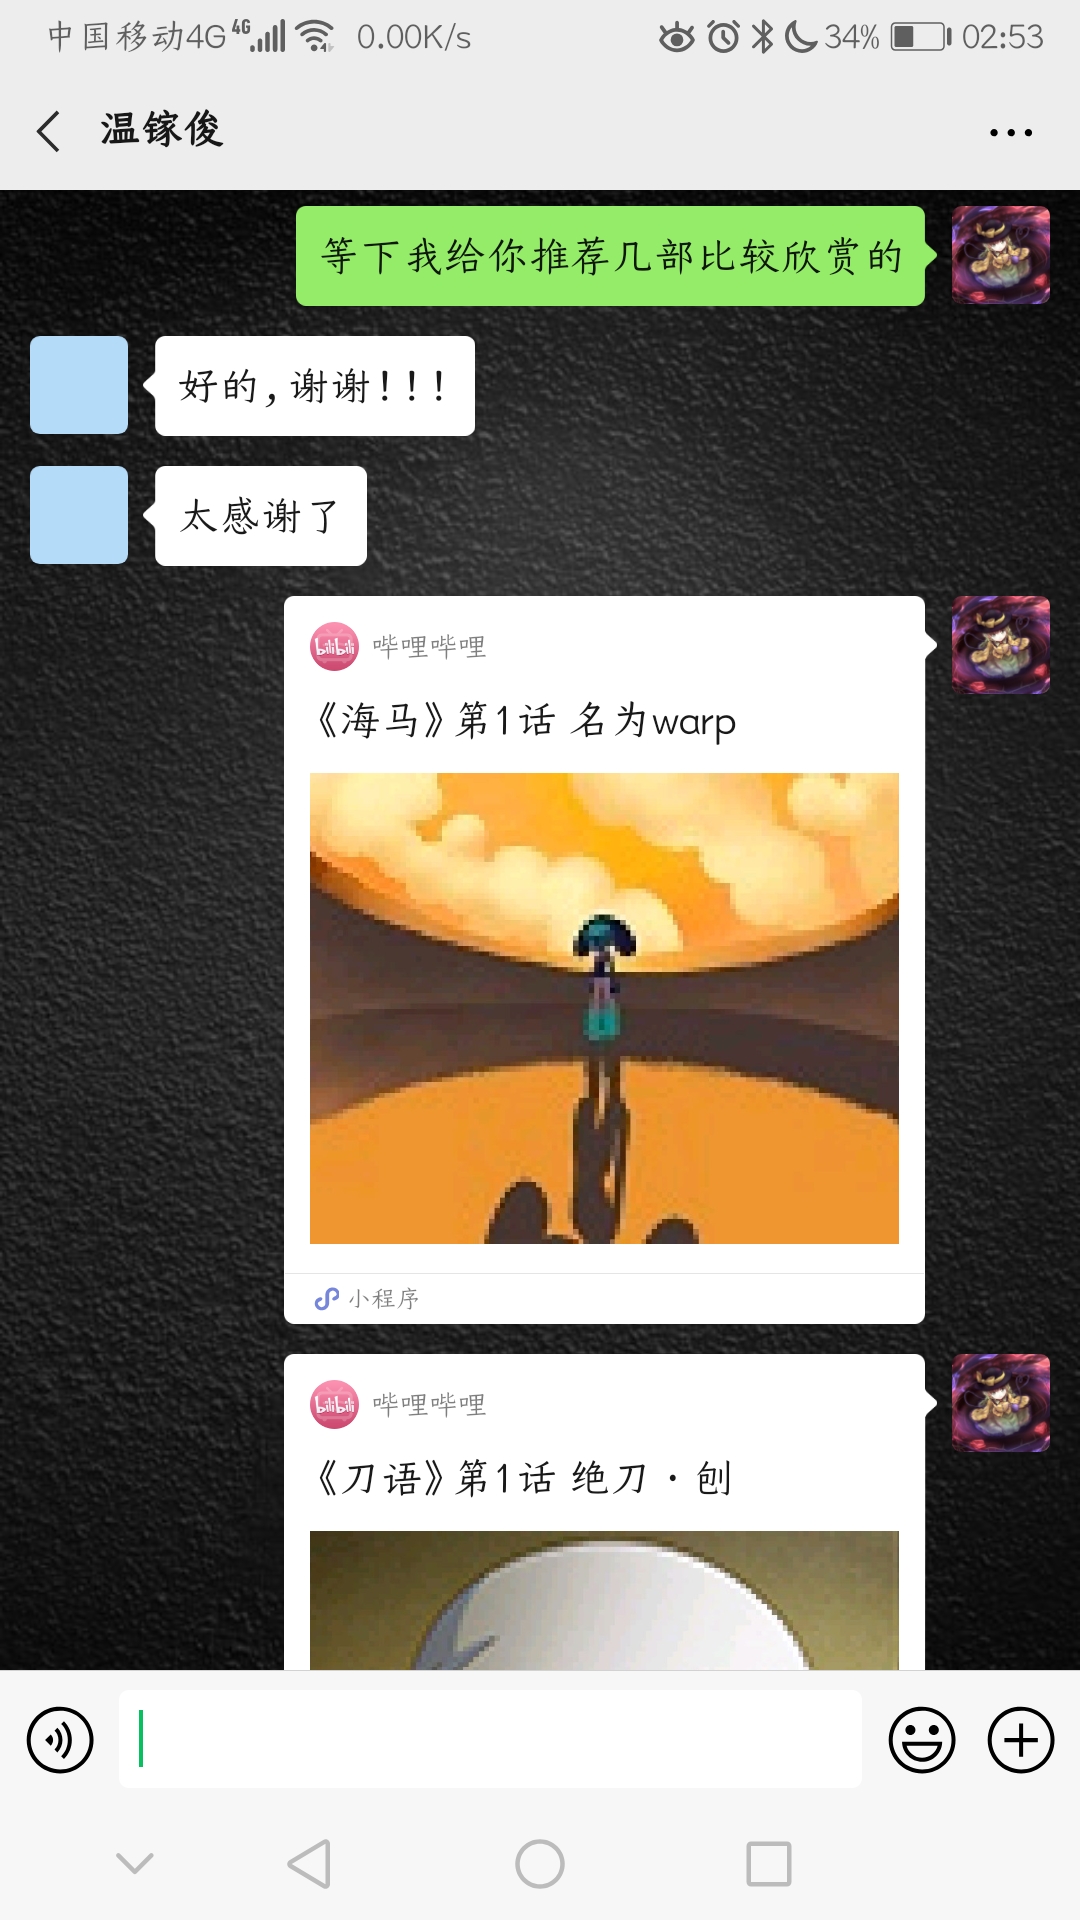 中国移动4G 4G 0.00K/s 34% 02:53
温镓俊
等下我给你推荐几部比较欣赏的
好的,谢谢!!!
太感谢了
bilibili 哔哩哔哩
《海马》第1话 名为warp
小程序
bilibili 哔哩哔哩
《刀语》第1话 绝刀·刨